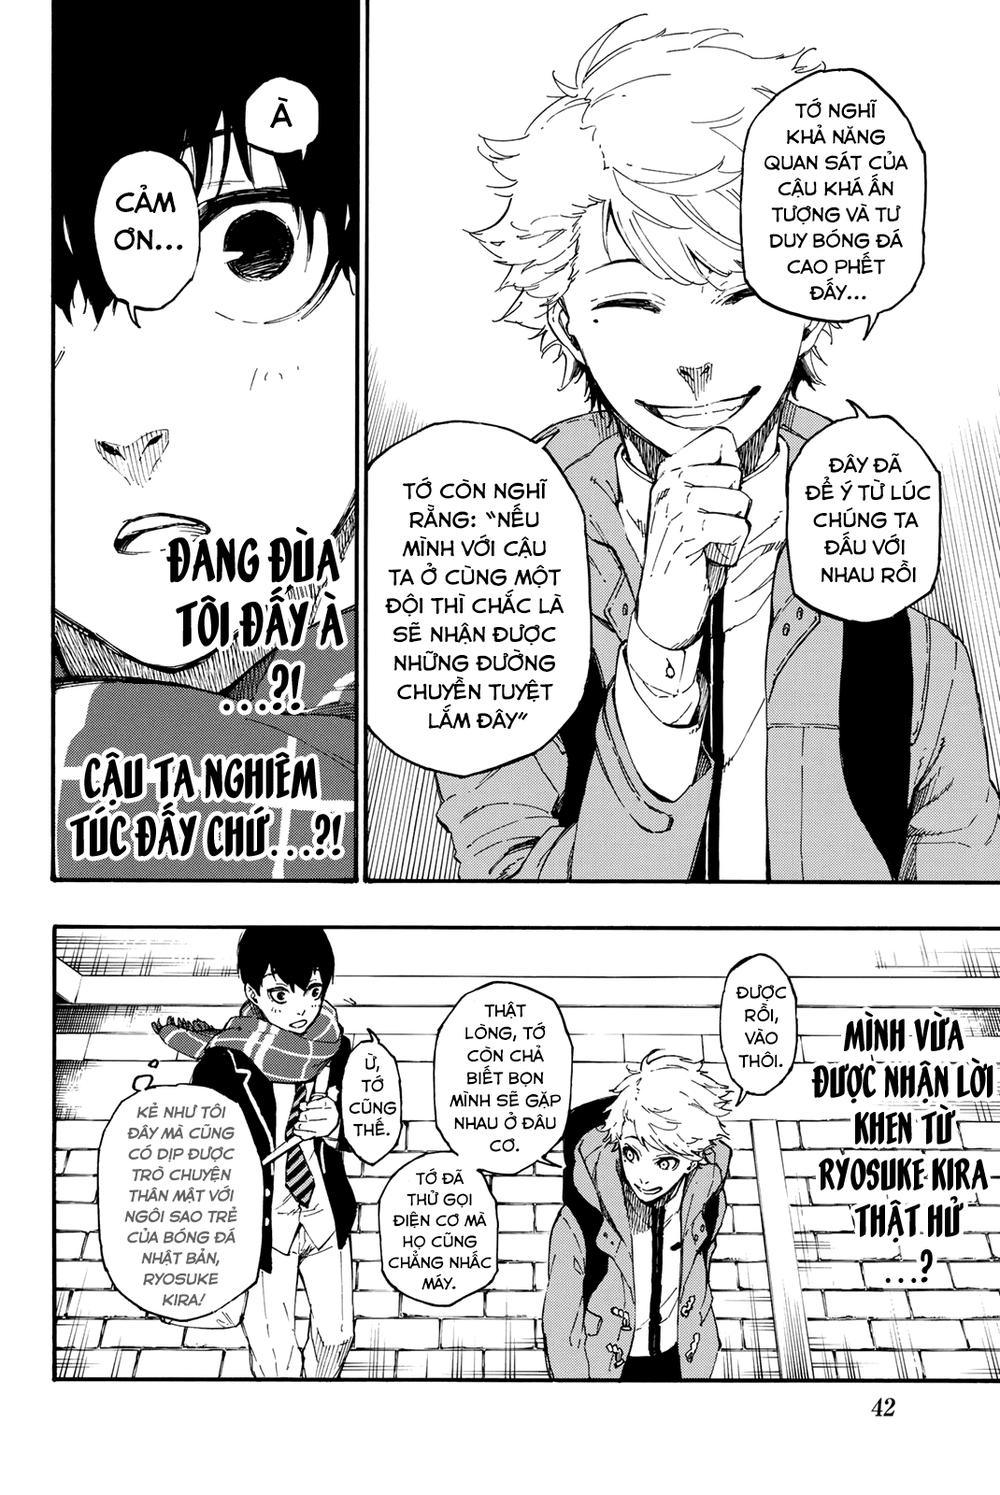 TỚ NGHĨ
KHẢ NĂNG
QUAN SÁT CỦA
CẬU KHÁ ẤN
TƯỢNG VÀ TƯ
DUY BÓNG ĐÁ
CAO PHẾT
ĐẤY...
ĐÂY ĐÃ
ĐỂ Ý TỪ LÚC
CHÚNG TA
ĐẤU VỚI
NHAU RỒI
TỚ CÒN NGHĨ
RẰNG: “NẾU
MÌNH VỚI CẬU
TA Ở CÙNG MỘT
ĐỘI THÌ CHẮC LÀ
SẼ NHẬN ĐƯỢC
NHỮNG ĐƯỜNG
CHUYỀN TUYỆT
LẮM ĐÂY”
À
CẢM
ƠN...
ĐANG ĐÙA
TÔI ĐẤY À
...?!
CẬU TA NGHIÊM
TÚC ĐẤY CHỨ...?!
MÌNH VỪA
ĐƯỢC NHẬN LỜI
KHEN TỪ
RYOSUKE KIRA
THẬT HỬ
...?
ĐƯỢC
RỒI,
VÀO
THÔI.
THẬT
LÒNG, TỚ
CÒN CHẢ
BIẾT BỌN
MÌNH SẼ GẶP
NHAU Ở ĐÂU
CƠ.
TỚ ĐÃ
THỬ GỌI
ĐIỆN CƠ MÀ
HỌ CŨNG
CHẲNG NHẤC
MÁY.
Ừ,
TỚ
CŨNG
THẾ.
KẺ NHƯ TÔI
ĐÂY MÀ CŨNG
CÓ DỊP ĐƯỢC
TRÒ CHUYỆN
THÂN MẬT VỚI
NGÔI SAO TRẺ
CỦA BÓNG ĐÁ
NHẬT BẢN,
RYOSUKE
KIRA!
42